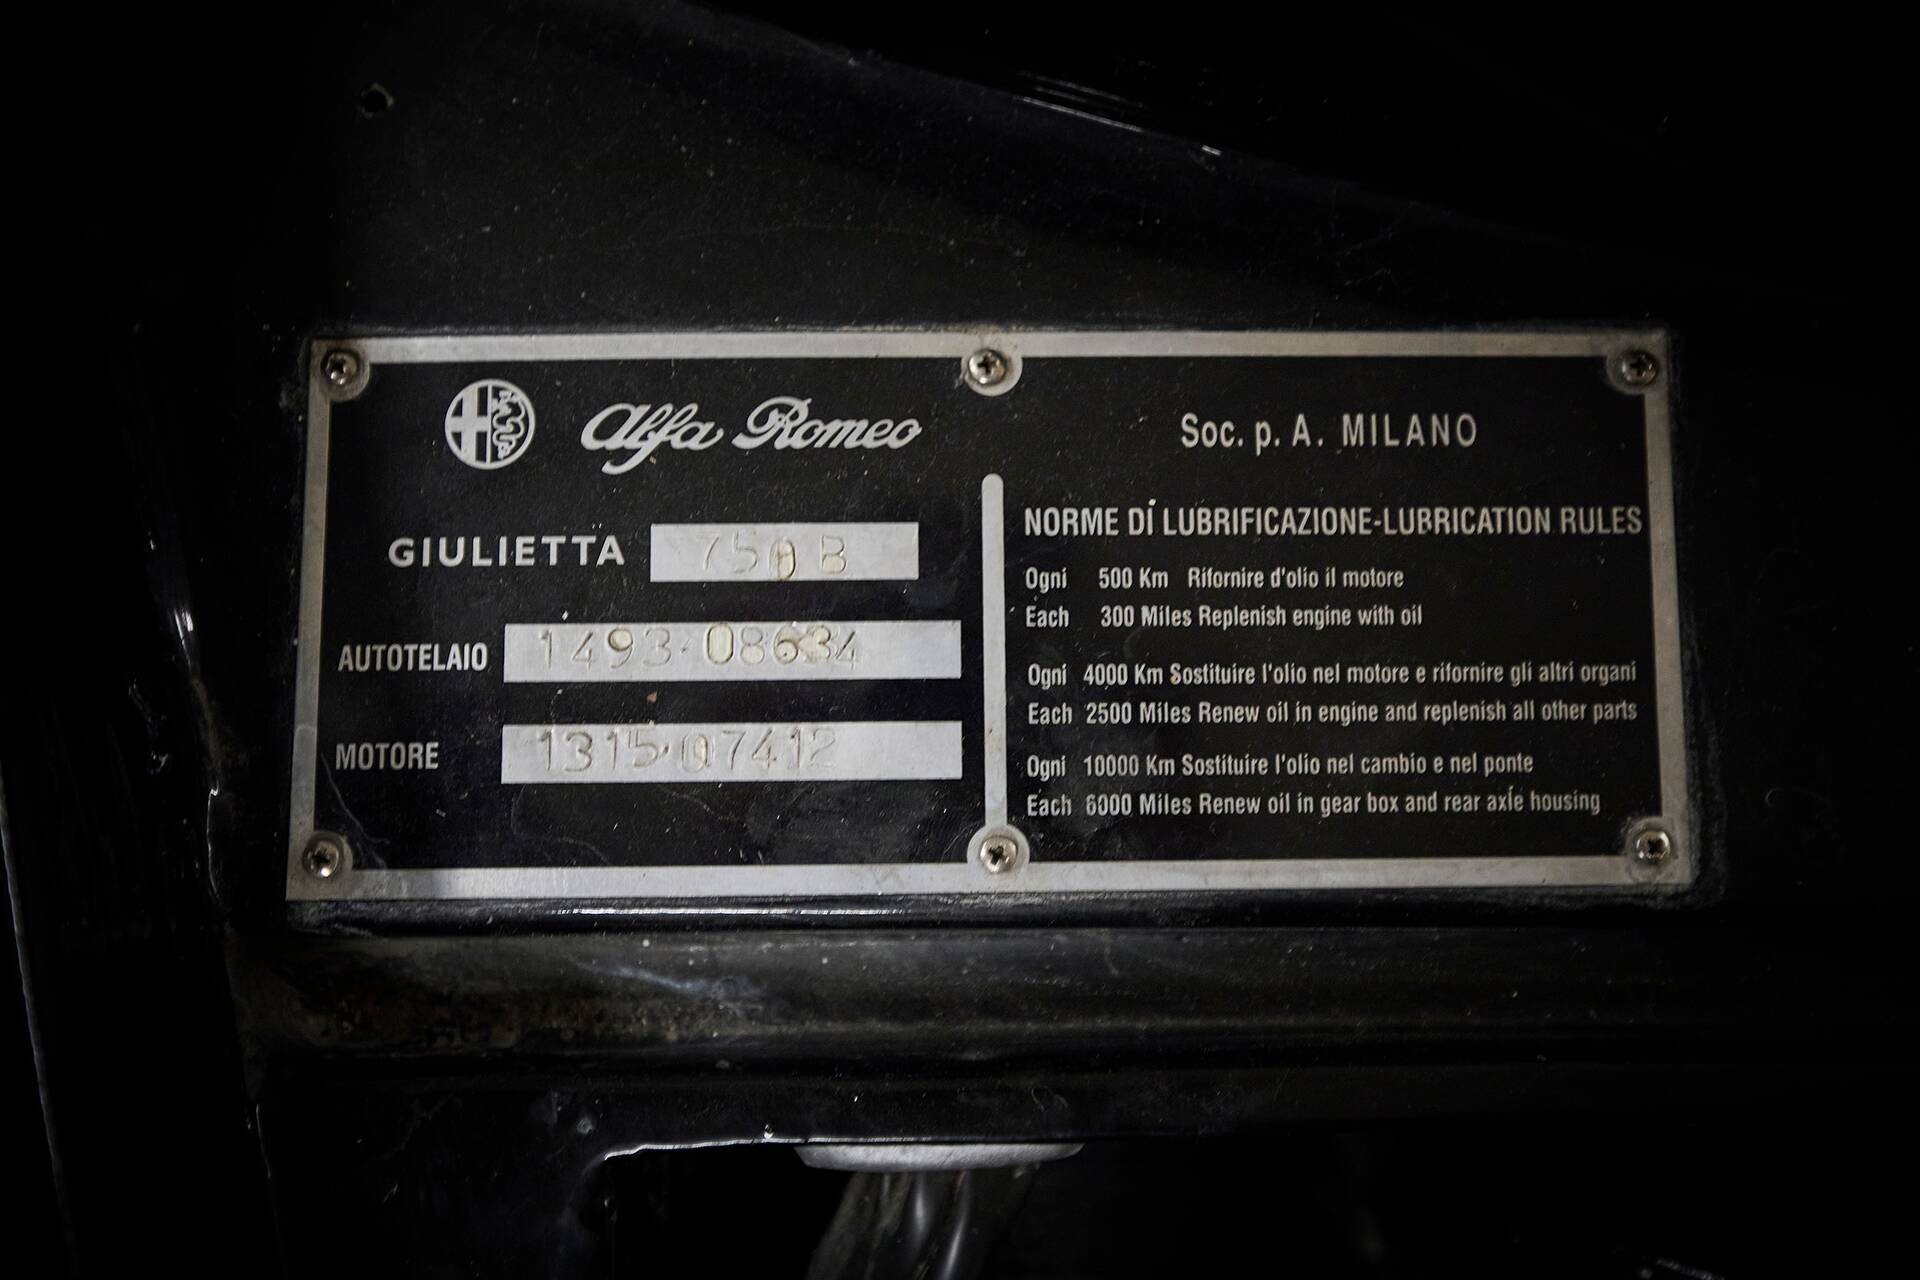 Alfa Romeo
GIULIETTA 750 B
AUTOTELAIO 1493·08634
MOTORE 1315·07412
Soc. p. A. MILANO
NORME Di LUBRIFICAZIONE-LUBRICATION RULES
Ogni 500 Km Rifornire d'olio il motore
Each 300 Miles Replenish engine with oil
Ogni 4000 Km Sostituire l'olio nel motore e rifornire gli altri organi
Each 2500 Miles Renew oil in engine and replenish all other parts
Ogni 10000 Km Sostituire l'olio nel cambio e nel ponte
Each 6000 Miles Renew oil in gear box and rear axle housing